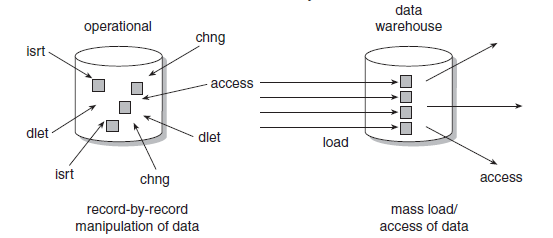 operational
isrt
chng
access
dlet
dlet
isrt
chng
record-by-record
manipulation of data
data
warehouse
load
access
mass load/
access of data